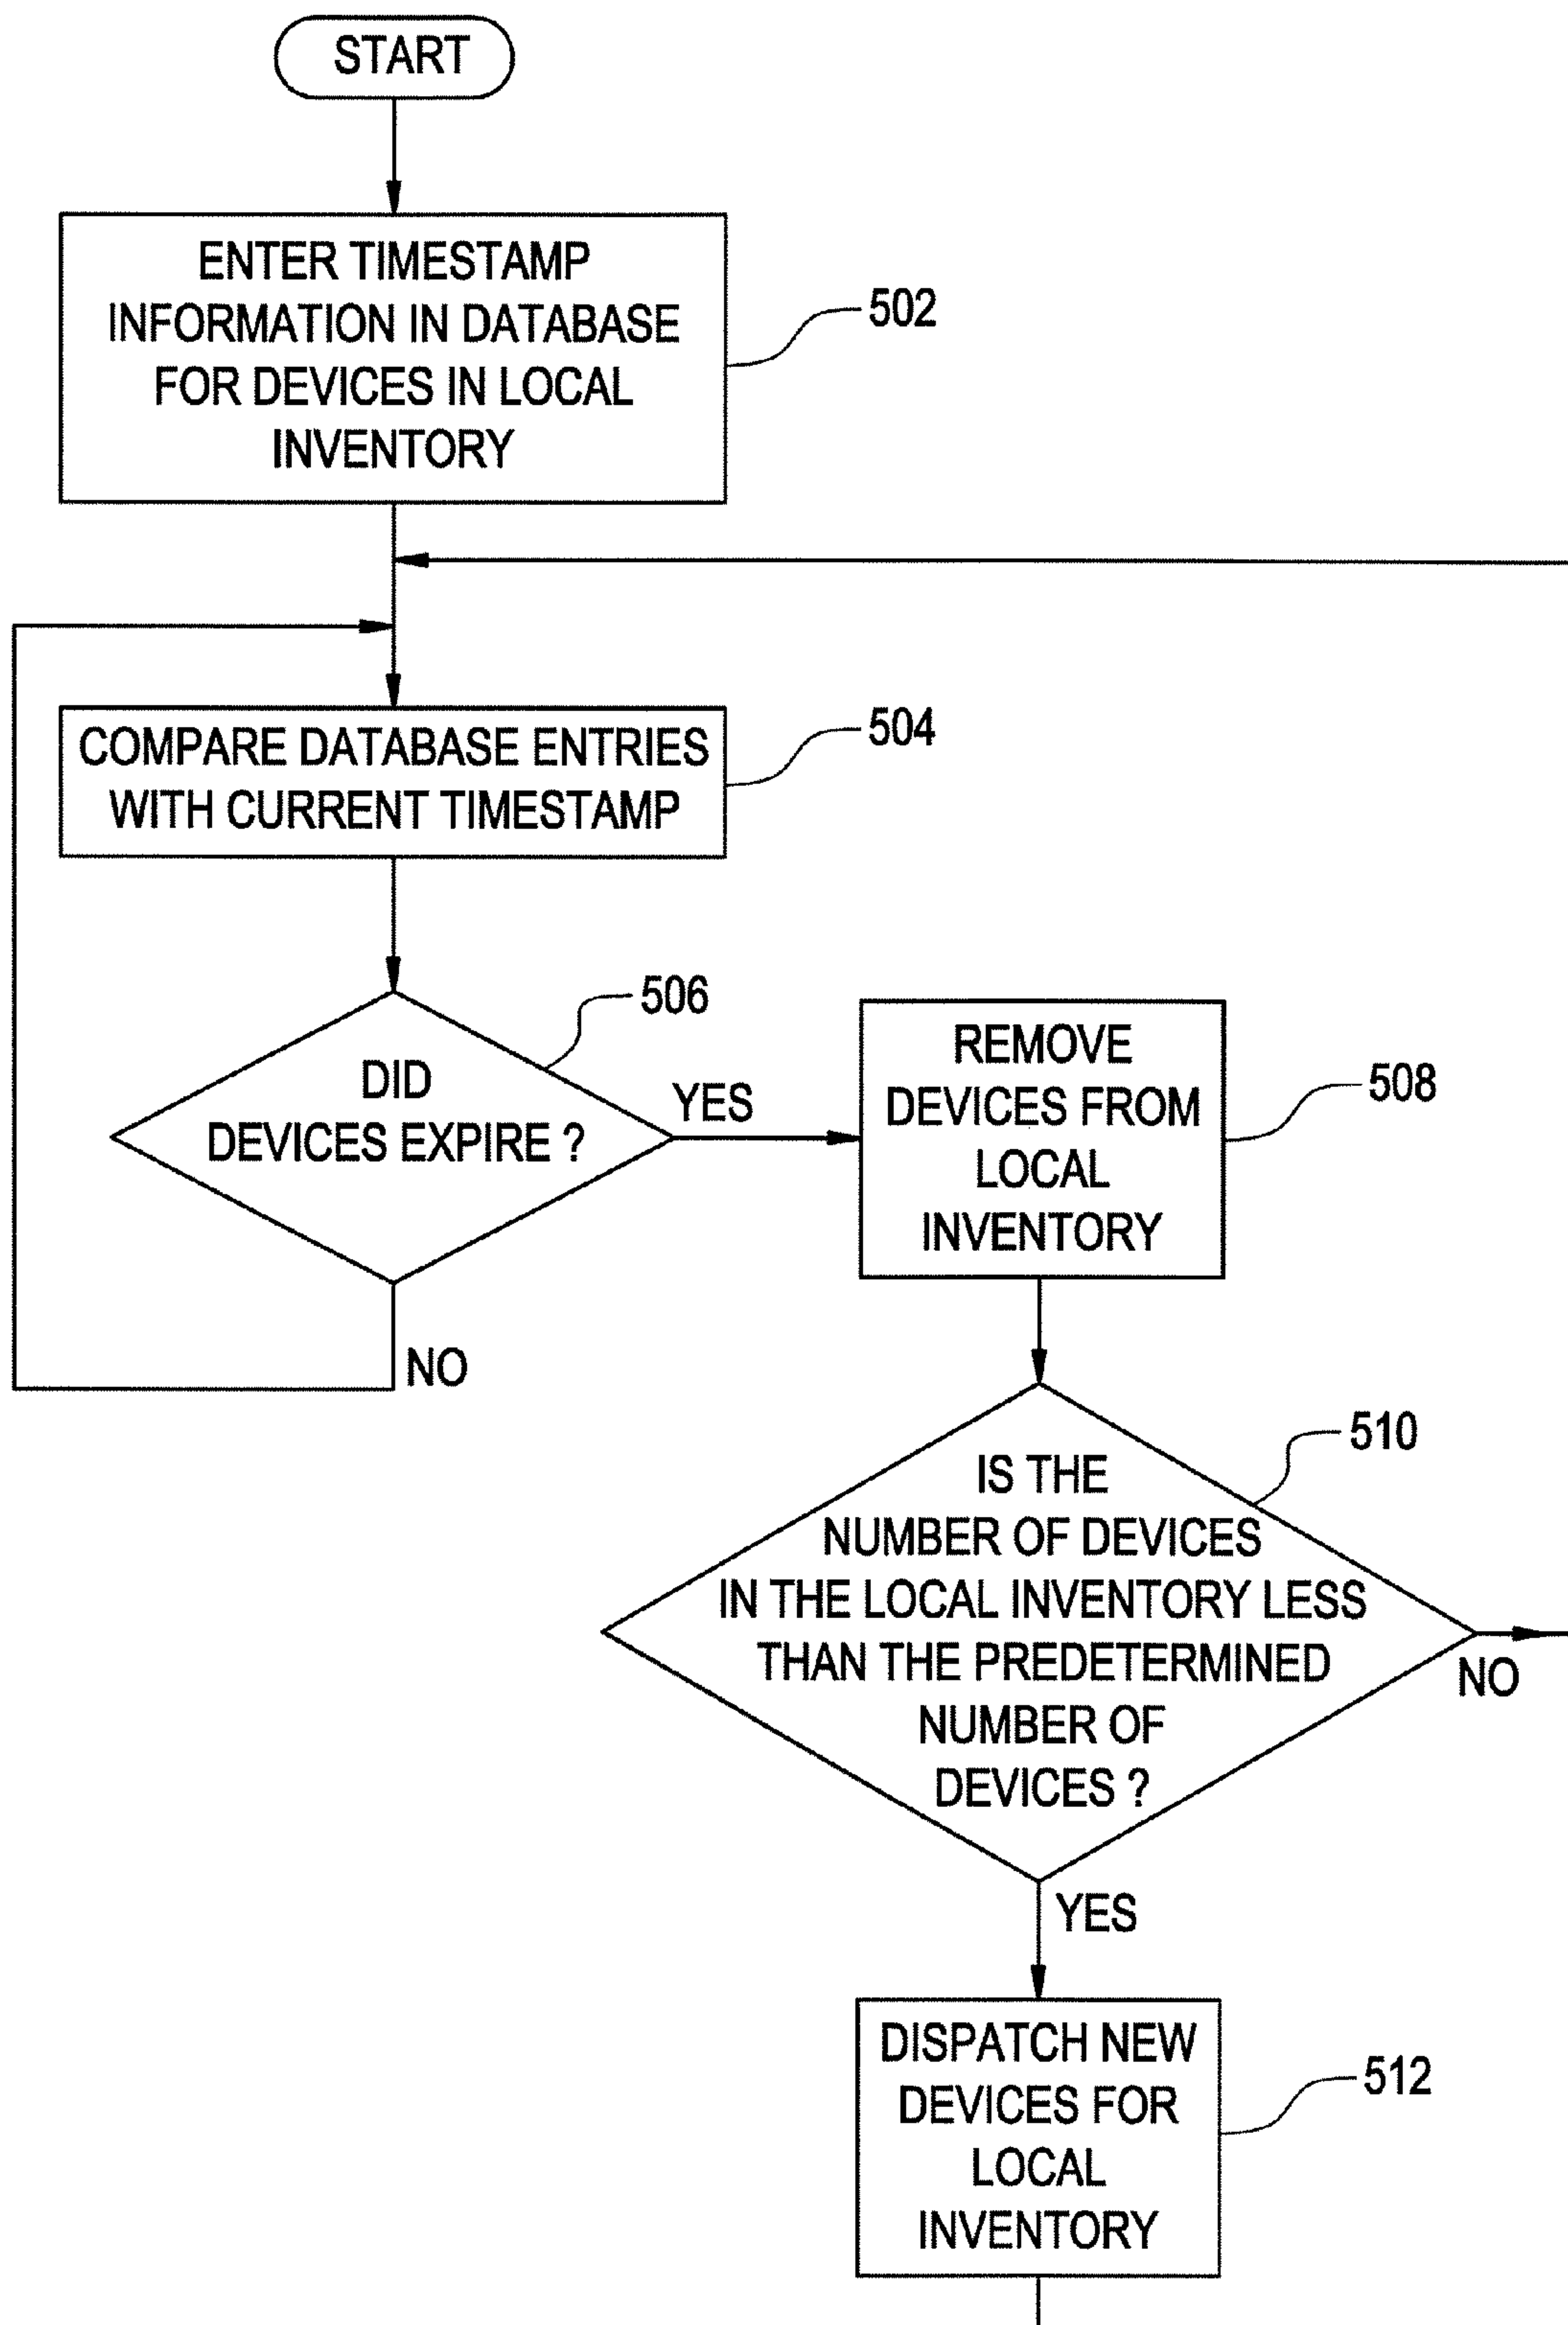 START
ENTER TIMESTAMP
INFORMATION IN DATABASE
FOR DEVICES IN LOCAL
INVENTORY
502
COMPARE DATABASE ENTRIES
WITH CURRENT TIMESTAMP
504
DID
DEVICES EXPIRE ?
506
YES
NO
REMOVE
DEVICES FROM
LOCAL
INVENTORY
508
IS THE
NUMBER OF DEVICES
IN THE LOCAL INVENTORY LESS
THAN THE PREDETERMINED
NUMBER OF
DEVICES ?
510
NO
YES
DISPATCH NEW
DEVICES FOR
LOCAL
INVENTORY
512